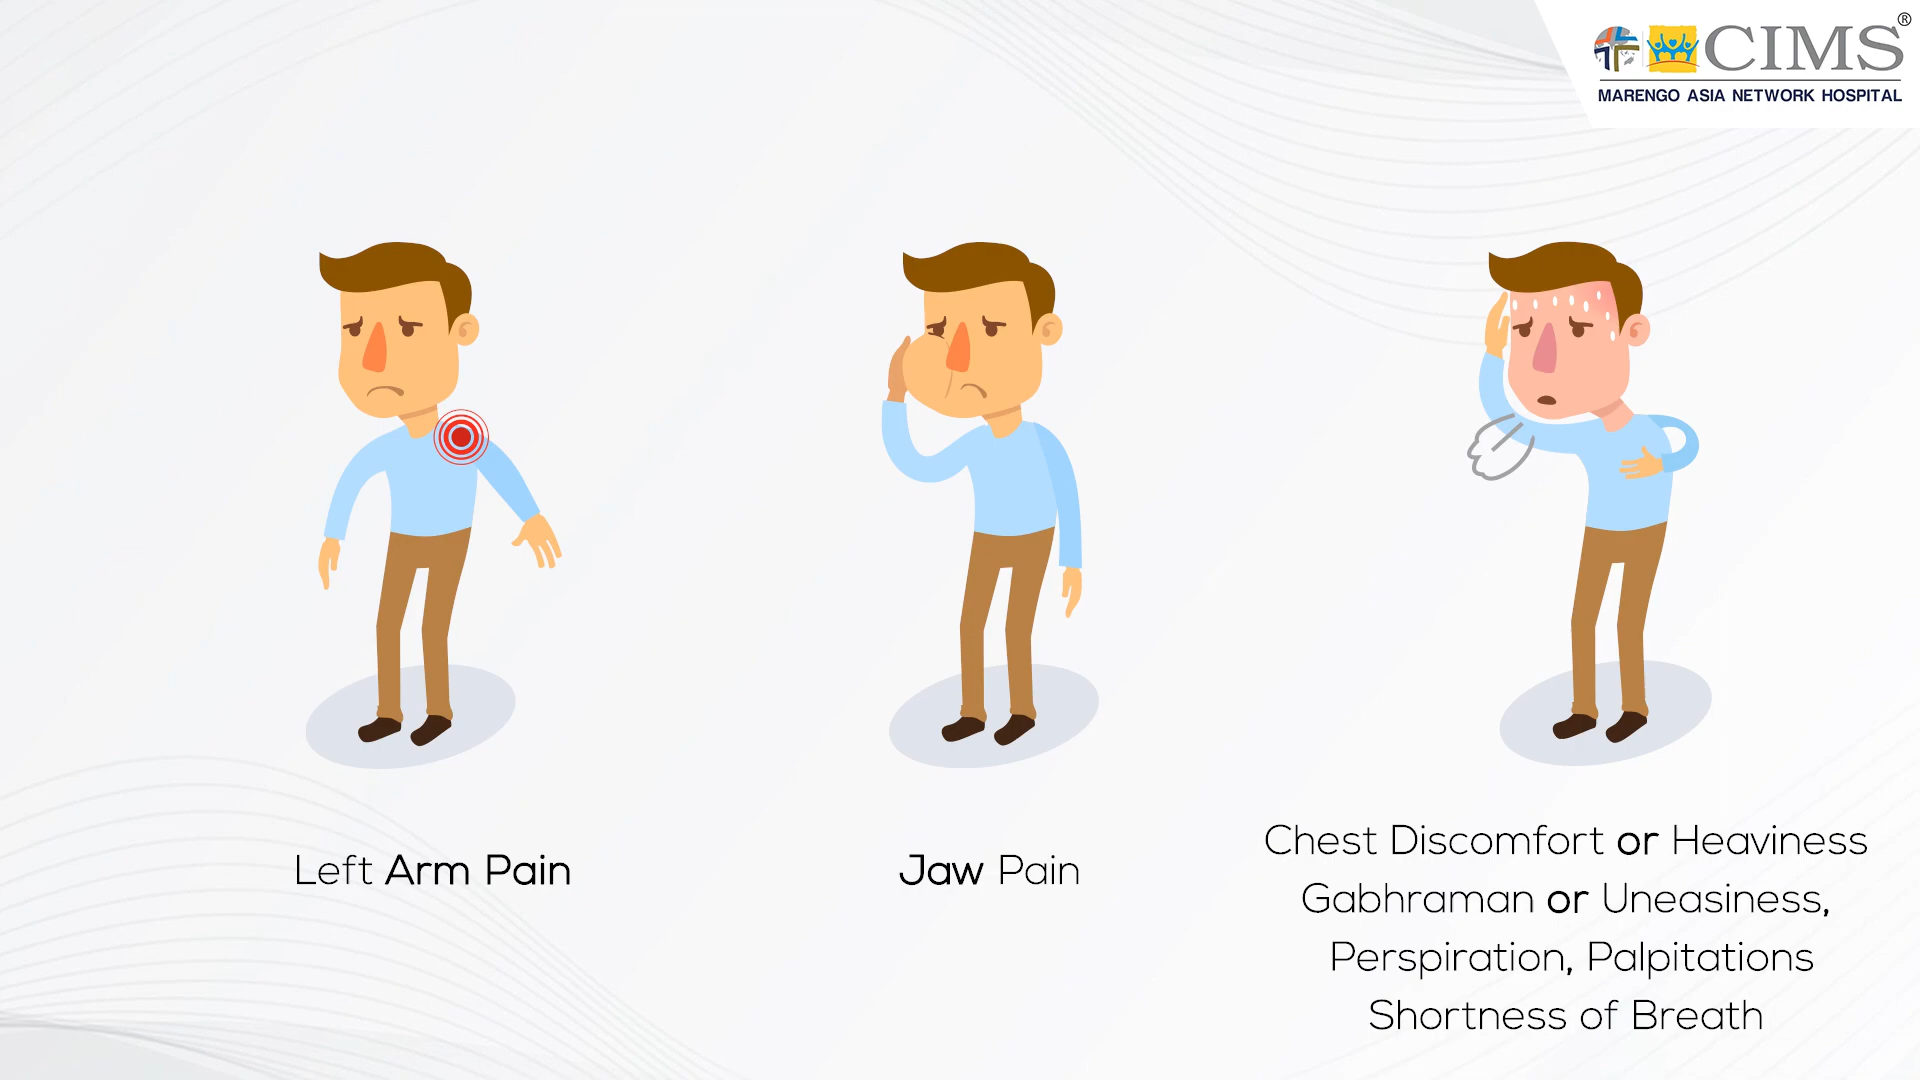 CIMS®
MARENGO ASIA NETWORK HOSPITAL
Left Arm Pain
Jaw Pain
Chest Discomfort or Heaviness
Gabhraman or Uneasiness,
Perspiration, Palpitations
Shortness of Breath